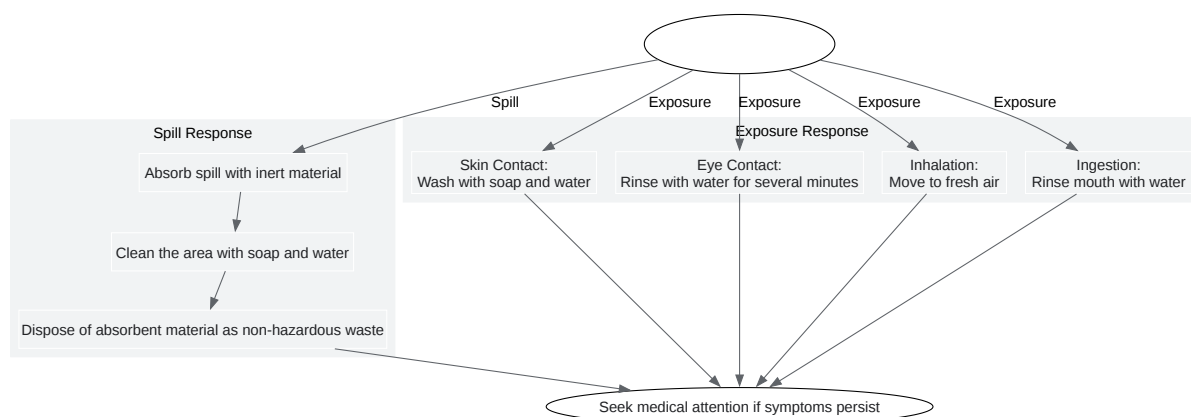 Spill
Exposure
Exposure
Exposure
Exposure
Spill Response
Exposure Response
Absorb spill with inert material
Skin Contact:
Wash with soap and water
Eye Contact:
Rinse with water for several minutes
Inhalation:
Move to fresh air
Ingestion:
Rinse mouth with water
Clean the area with soap and water
Dispose of absorbent material as non-hazardous waste
Seek medical attention if symptoms persist